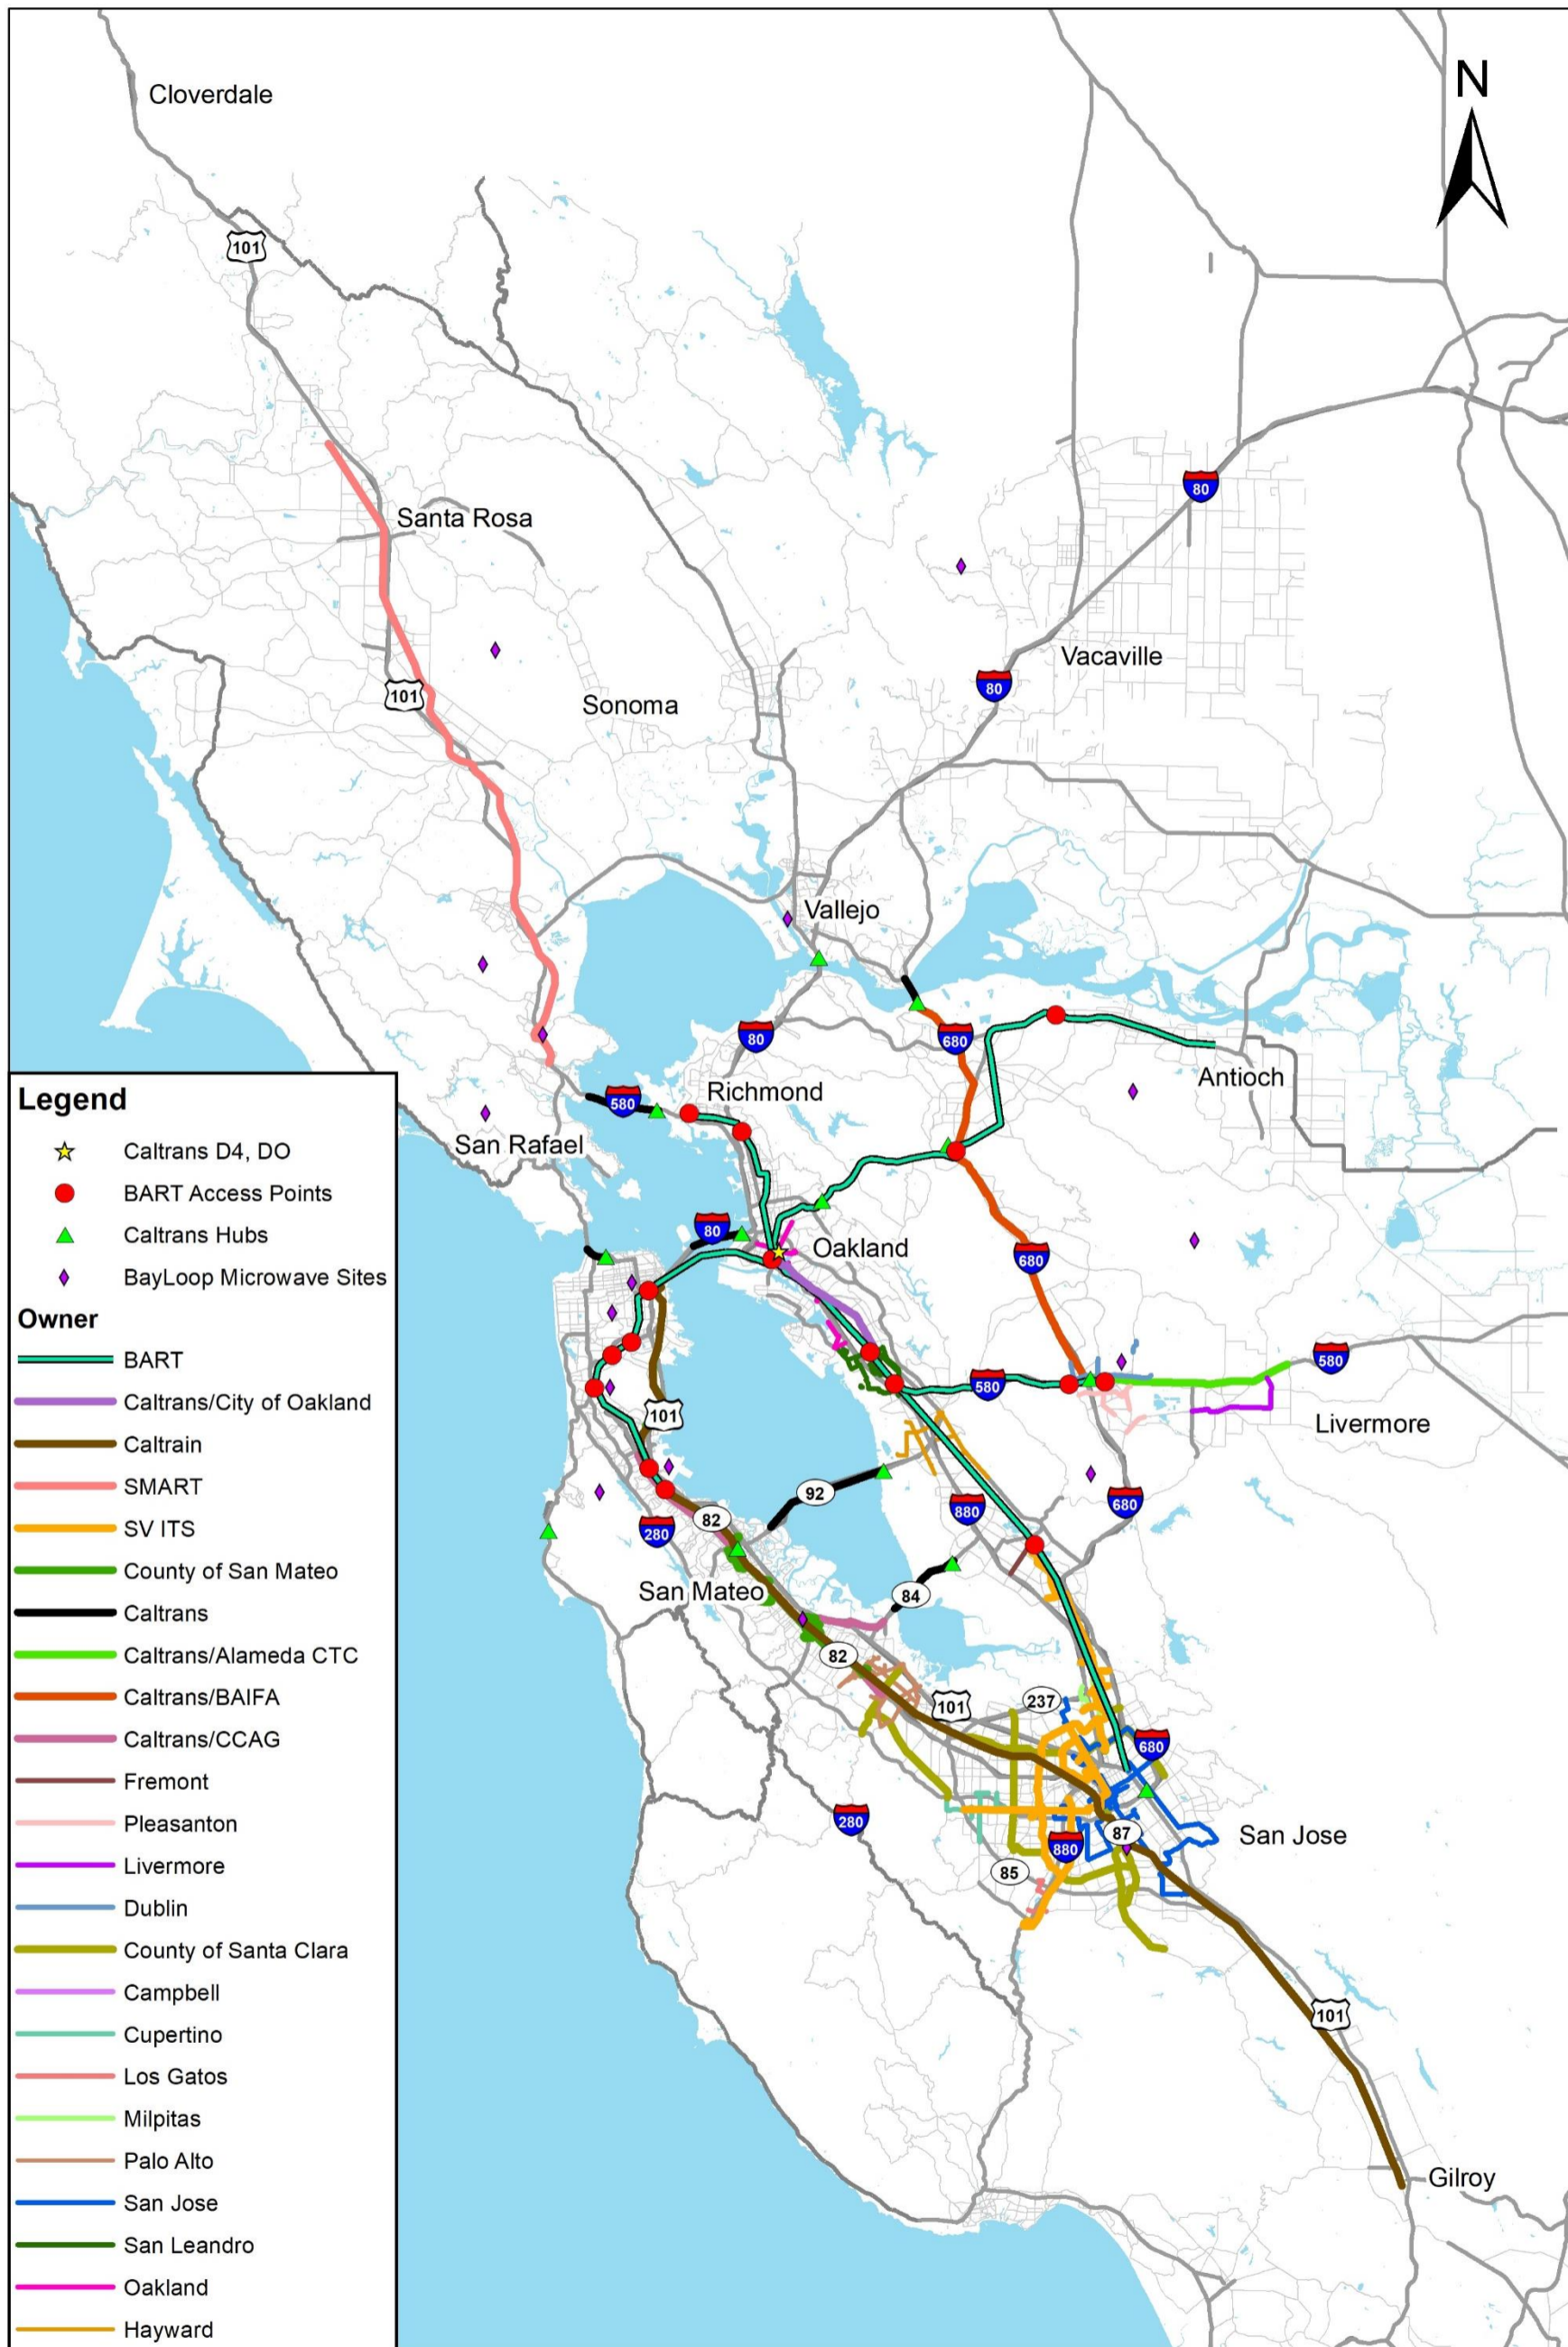 N
Cloverdale
101
80
Santa Rosa
Vacaville
80
101
Sonoma
Vallejo
80
680
Antioch
Richmond
580
San Rafael
80
Oakland
680
580
580
101
Livermore
92
680
880
82
280
San Mateo
84
82
101
237
680
280
San Jose
87
880
85
101
Gilroy
Legend
Caltrans D4, DO
BART Access Points
Caltrans Hubs
BayLoop Microwave Sites
Owner
BART
Caltrans/City of Oakland
Caltrain
SMART
SV ITS
County of San Mateo
Caltrans
Caltrans/Alameda CTC
Caltrans/BAIFA
Caltrans/CCAG
Fremont
Pleasanton
Livermore
Dublin
County of Santa Clara
Campbell
Cupertino
Los Gatos
Milpitas
Palo Alto
San Jose
San Leandro
Oakland
Hayward